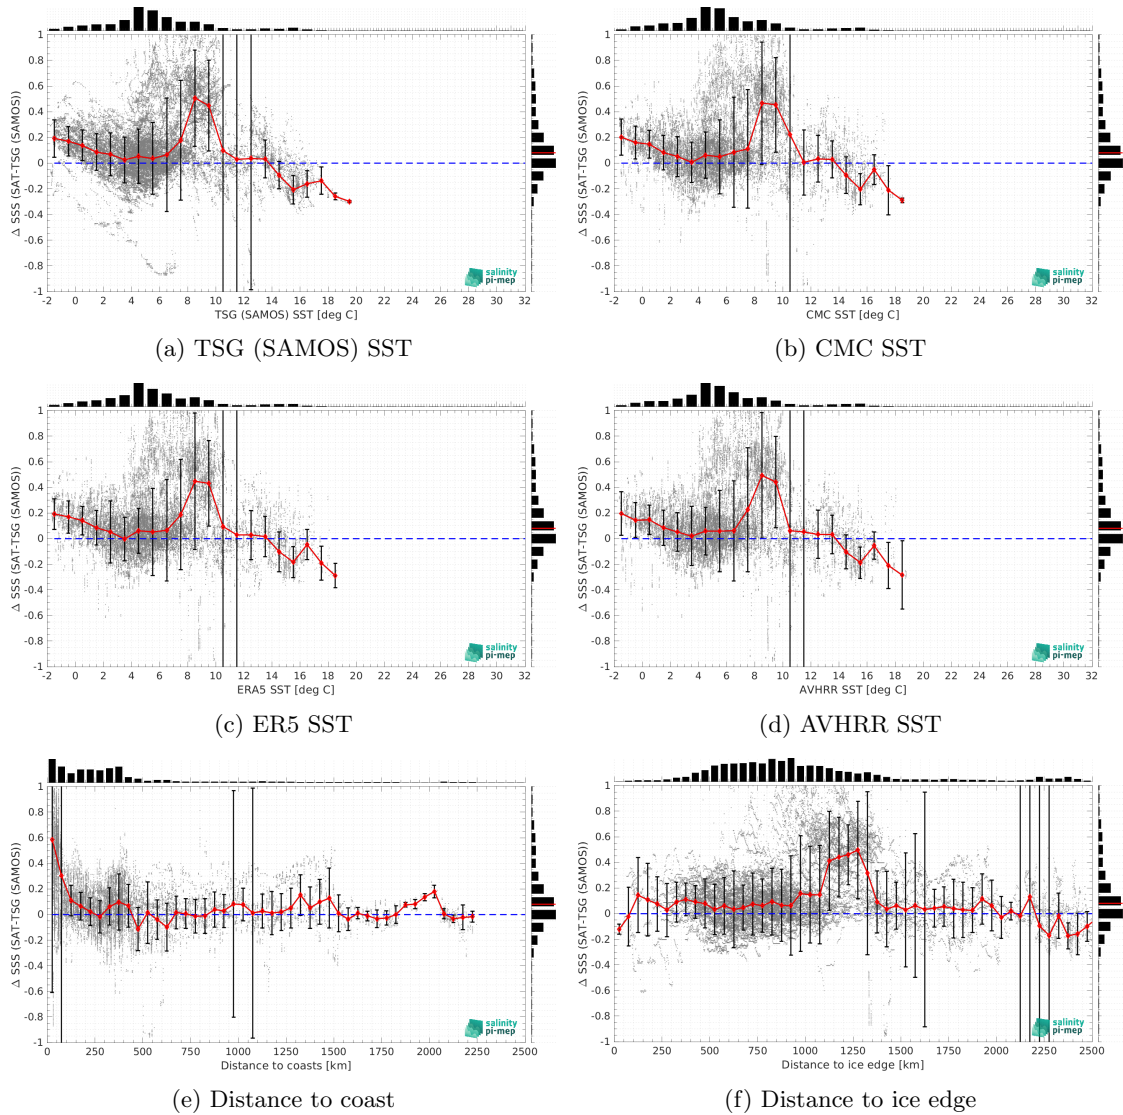 1
0.8
0.6
0.4
0.2
0
-0.2
-0.4
-0.6
-0.8
-1
Δ SSS (SAT-TSG (SAMOS))
salinity
pi-mep
-2 0 2 4 6 8 10 12 14 16 18 20 22 24 26 28 30 32
TSG (SAMOS) SST [deg C]
(a) TSG (SAMOS) SST
1
0.8
0.6
0.4
0.2
0
-0.2
-0.4
-0.6
-0.8
-1
Δ SSS (SAT-TSG (SAMOS))
salinity
pi-mep
-2 0 2 4 6 8 10 12 14 16 18 20 22 24 26 28 30 32
CMC SST [deg C]
(b) CMC SST
1
0.8
0.6
0.4
0.2
0
-0.2
-0.4
-0.6
-0.8
-1
Δ SSS (SAT-TSG (SAMOS))
salinity
pi-mep
-2 0 2 4 6 8 10 12 14 16 18 20 22 24 26 28 30 32
ERA5 SST [deg C]
(c) ER5 SST
1
0.8
0.6
0.4
0.2
0
-0.2
-0.4
-0.6
-0.8
-1
Δ SSS (SAT-TSG (SAMOS))
salinity
pi-mep
-2 0 2 4 6 8 10 12 14 16 18 20 22 24 26 28 30 32
AVHRR SST [deg C]
(d) AVHRR SST
1
0.8
0.6
0.4
0.2
0
-0.2
-0.4
-0.6
-0.8
-1
Δ SSS (SAT-TSG (SAMOS))
salinity
pi-mep
0 250 500 750 1000 1250 1500 1750 2000 2250 2500
Distance to coasts [km]
(e) Distance to coast
1
0.8
0.6
0.4
0.2
0
-0.2
-0.4
-0.6
-0.8
-1
Δ SSS (SAT-TSG (SAMOS))
salinity
pi-mep
0 250 500 750 1000 1250 1500 1750 2000 2250 2500
Distance to ice edge [km]
(f) Distance to ice edge